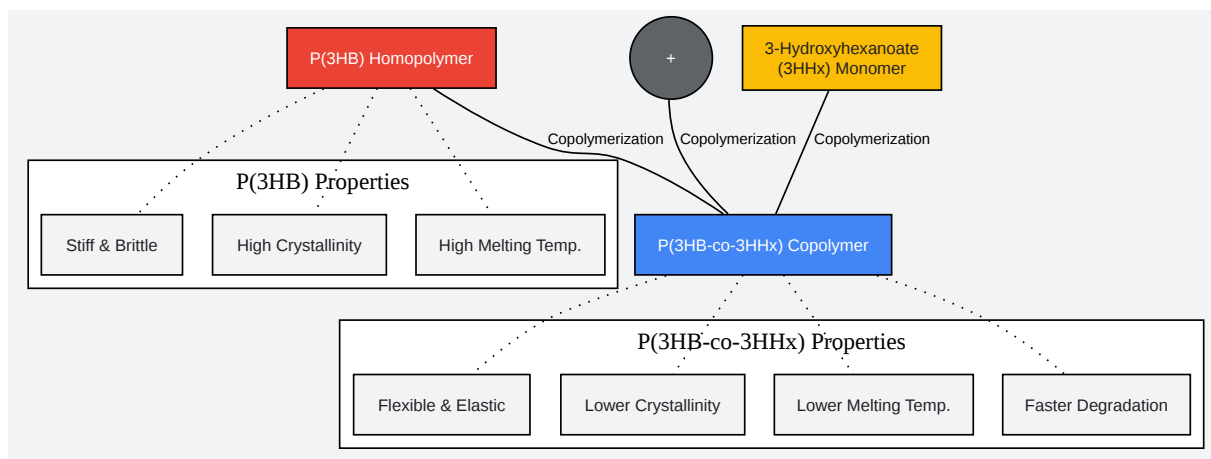 P(3HB) Homopolymer
+
3-Hydroxyhexanoate
(3HHx) Monomer
Copolymerization
Copolymerization
Copolymerization
P(3HB) Properties
Stiff & Brittle
High Crystallinity
High Melting Temp.
P(3HB-co-3HHx) Copolymer
P(3HB-co-3HHx) Properties
Flexible & Elastic
Lower Crystallinity
Lower Melting Temp.
Faster Degradation